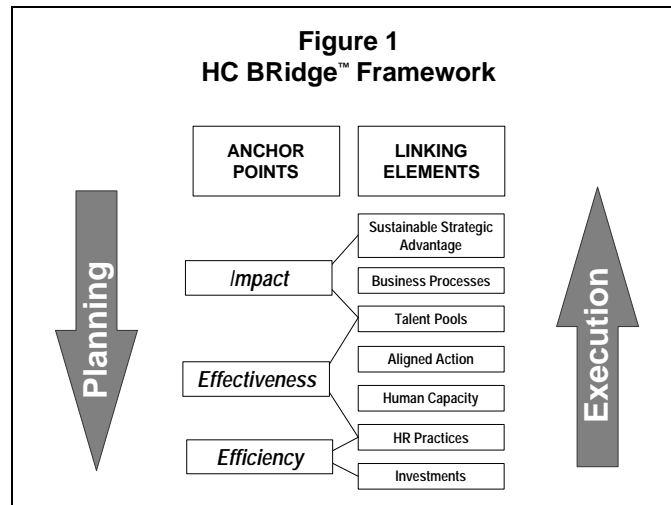 Figure 1
HC BRidge™ Framework
ANCHOR
POINTS
LINKING
ELEMENTS
Sustainable Strategic
Advantage
Impact
Business Processes
Talent Pools
Effectiveness
Aligned Action
Human Capacity
HR Practices
Efficiency
Investments
Planning
Execution